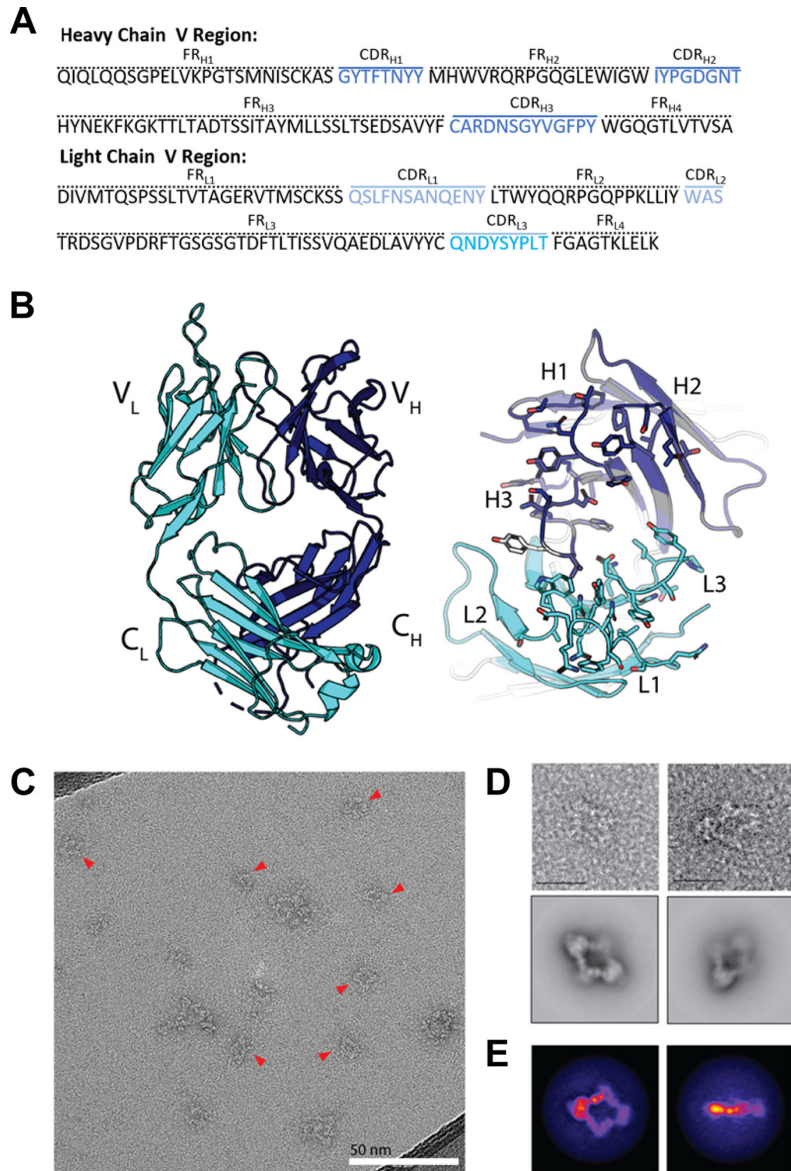 A
Heavy Chain V Region:
FRH1 CDRH1 FRH2 CDRH2
QIQLQQSGPELVKPGTSMNISCKAS GYTFTNYY MHWVRQRPGQGLEWIGW IYPGDGNT
FRH3 CDRH3 FRH4
HYNEKFKGKTTLTADTSSITAYMLLSSLTSEDSAVYF CARDNSGYVGFPY WGQGTLVTVSA
Light Chain V Region:
FRL1 CDRL1 FRL2 CDRL2
DIVMTQSPSSLTVTAGERVTMSCKSS QSLFNSANQENY LTWYQQRPGQPPKLLIY WAS
FRL3 CDRL3 FRL4
TRDSGVPDRFTGSGSGTDFTLTISSVQAEDLAVYYC QNDYSYPLT FGAGTKLELK
B
VL VH
CL CH
H1 H2
H3
L3
L2
L1
C
50 nm
D
E